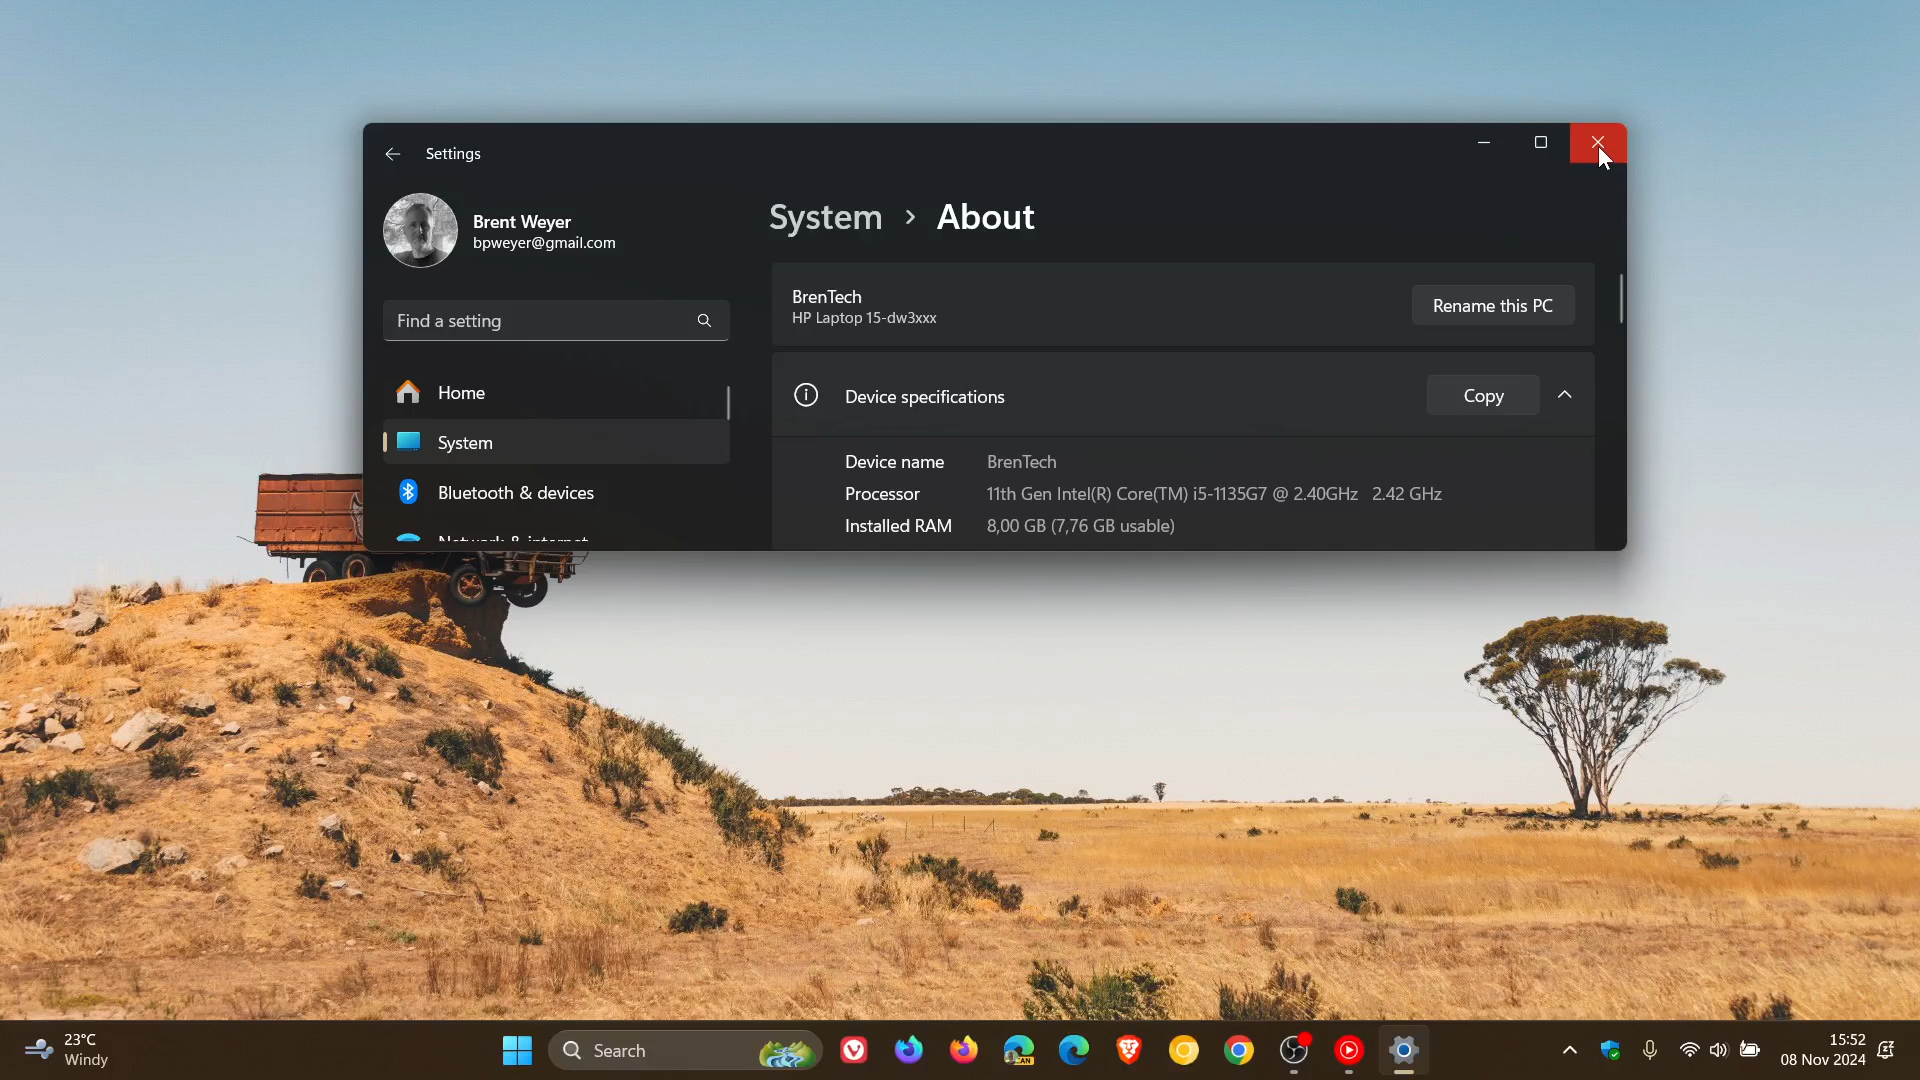 Settings
Brent Weyer
bpweyer@gmail.com
Find a setting
Home
System
Bluetooth & devices
Network & internet
System > About
BrenTech
HP Laptop 15-dw3xxx
Rename this PC
Device specifications
Copy
Device name BrenTech
Processor 11th Gen Intel(R) Core(TM) i5-1135G7 @ 2.40GHz 2.42 GHz
Installed RAM 8,00 GB (7,76 GB usable)
23°C
Windy
Search
CAN
15:52
08 Nov 2024